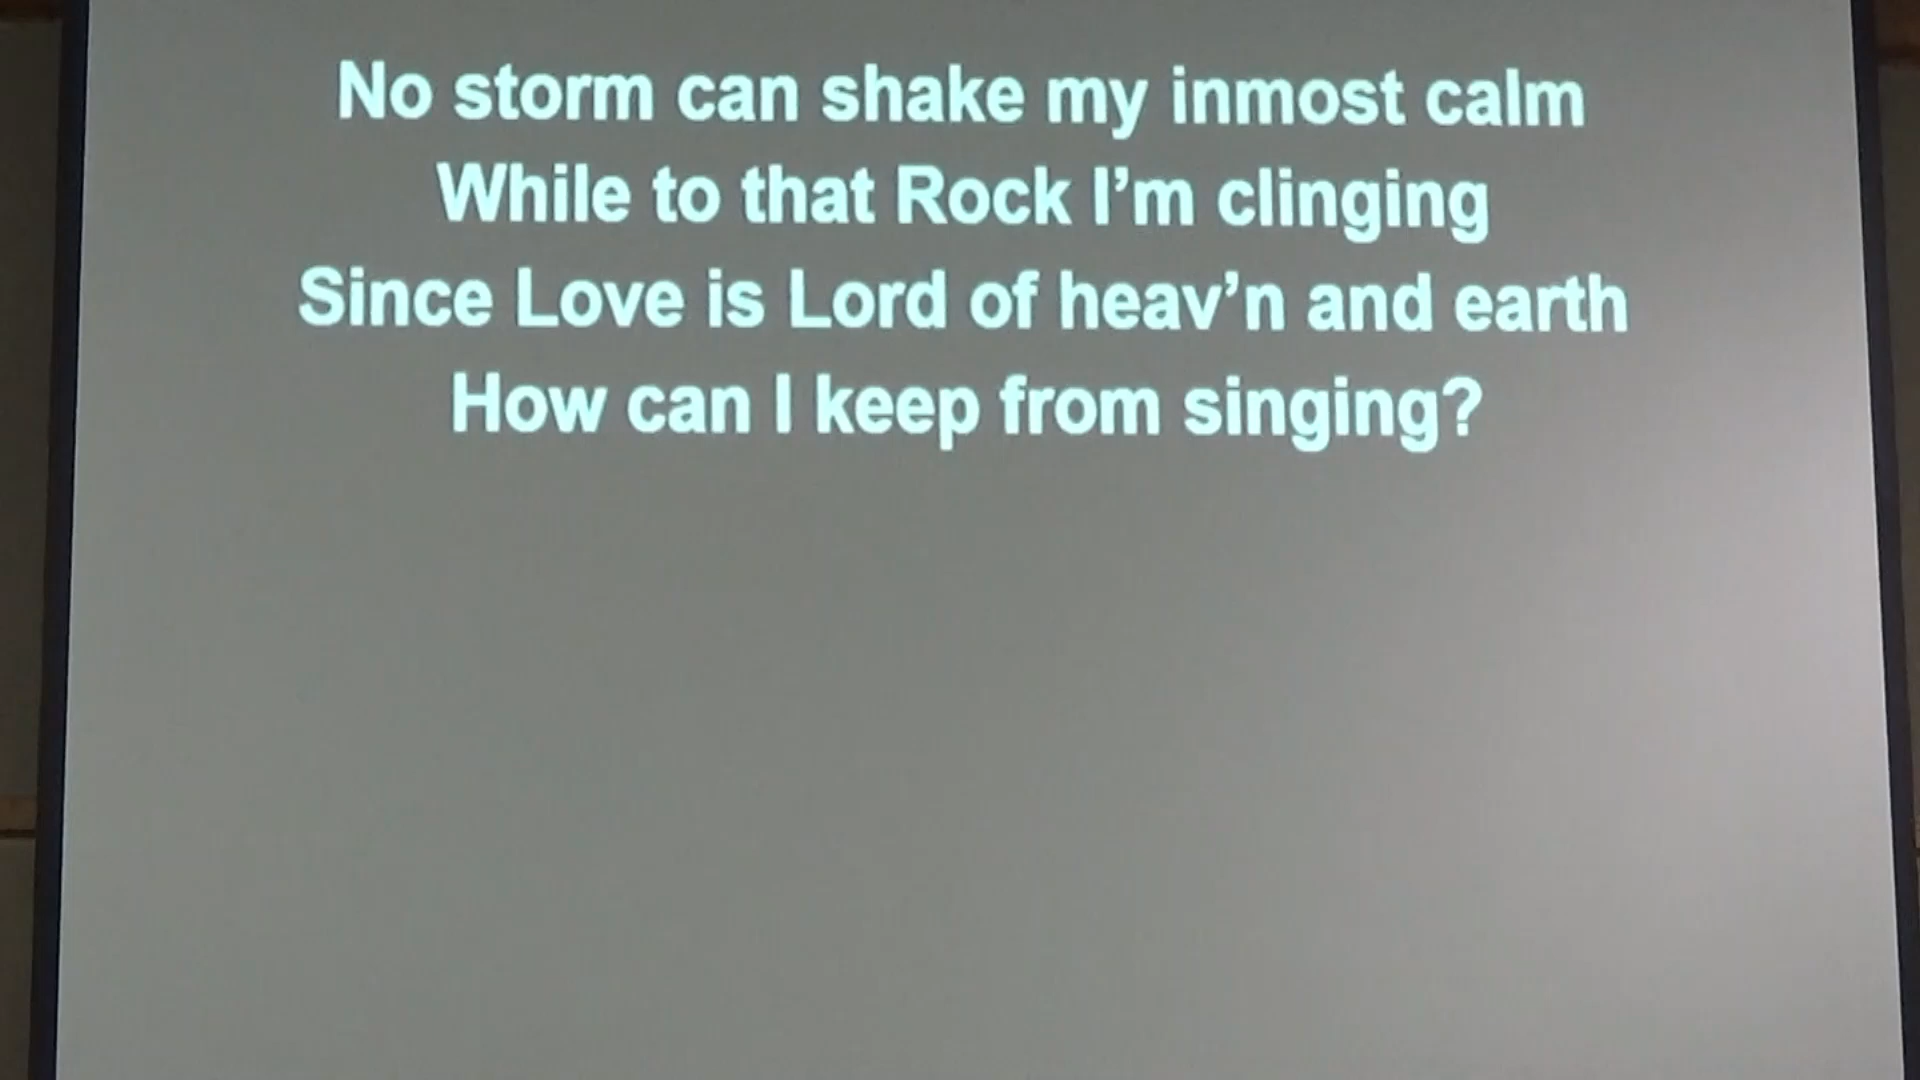 No storm can shake my inmost calm
While to that Rock I’m clinging
Since Love is Lord of heav’n and earth
How can I keep from singing?